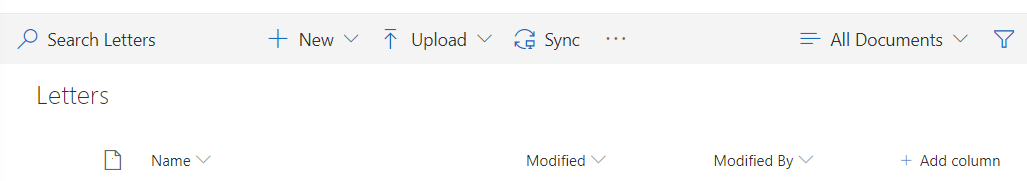 Search Letters New Upload Sync ··· All Documents
Letters
Name Modified Modified By + Add column